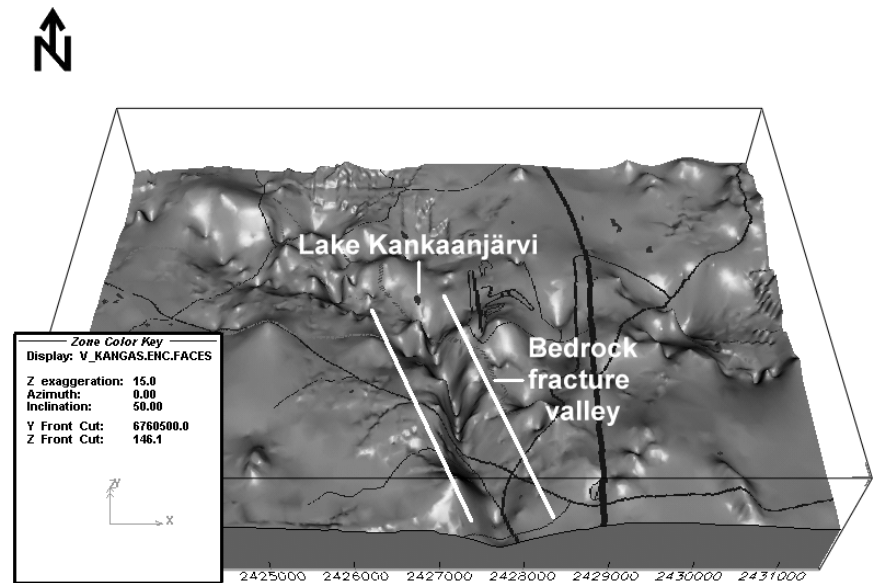 N
Lake Kankaanjärvi
Bedrock
fracture
valley
Zone Color Key
Display: V_KANGAS.ENC.FACES
Z exaggeration: 15.0
Azimuth: 0.00
Inclination: 50.00
Y Front Cut: 6760500.0
Z Front Cut: 146.1
X
2425000 2426000 2427000 2428000 2429000 2430000 2431000